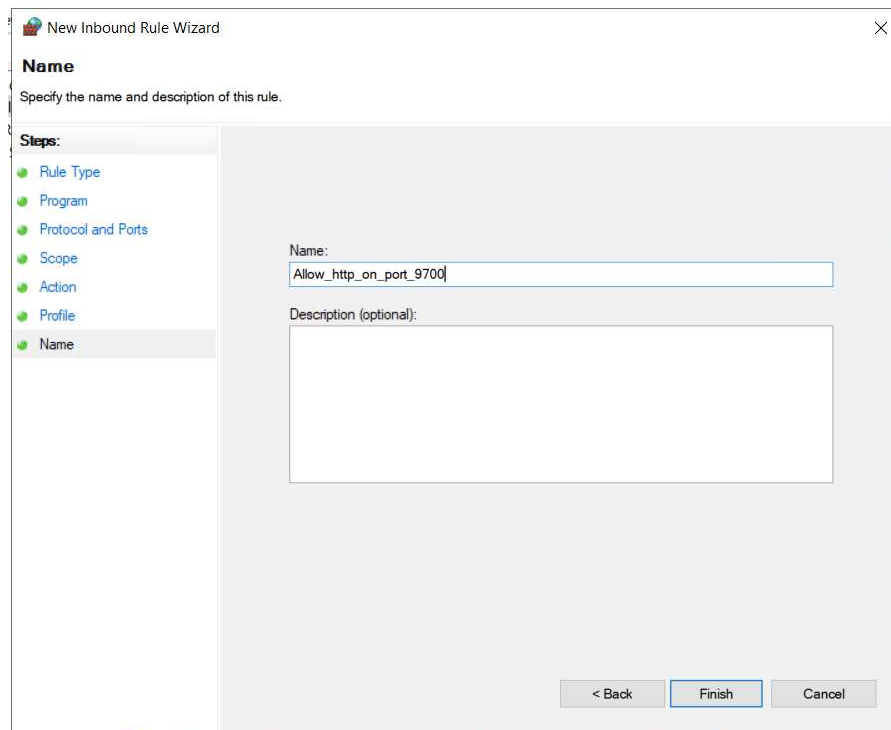 New Inbound Rule Wizard
Name
Specify the name and description of this rule.
Steps:
Rule Type
Program
Protocol and Ports
Scope
Action
Profile
Name
Name:
Allow_http_on_port_9700
Description (optional):
< Back
Finish
Cancel